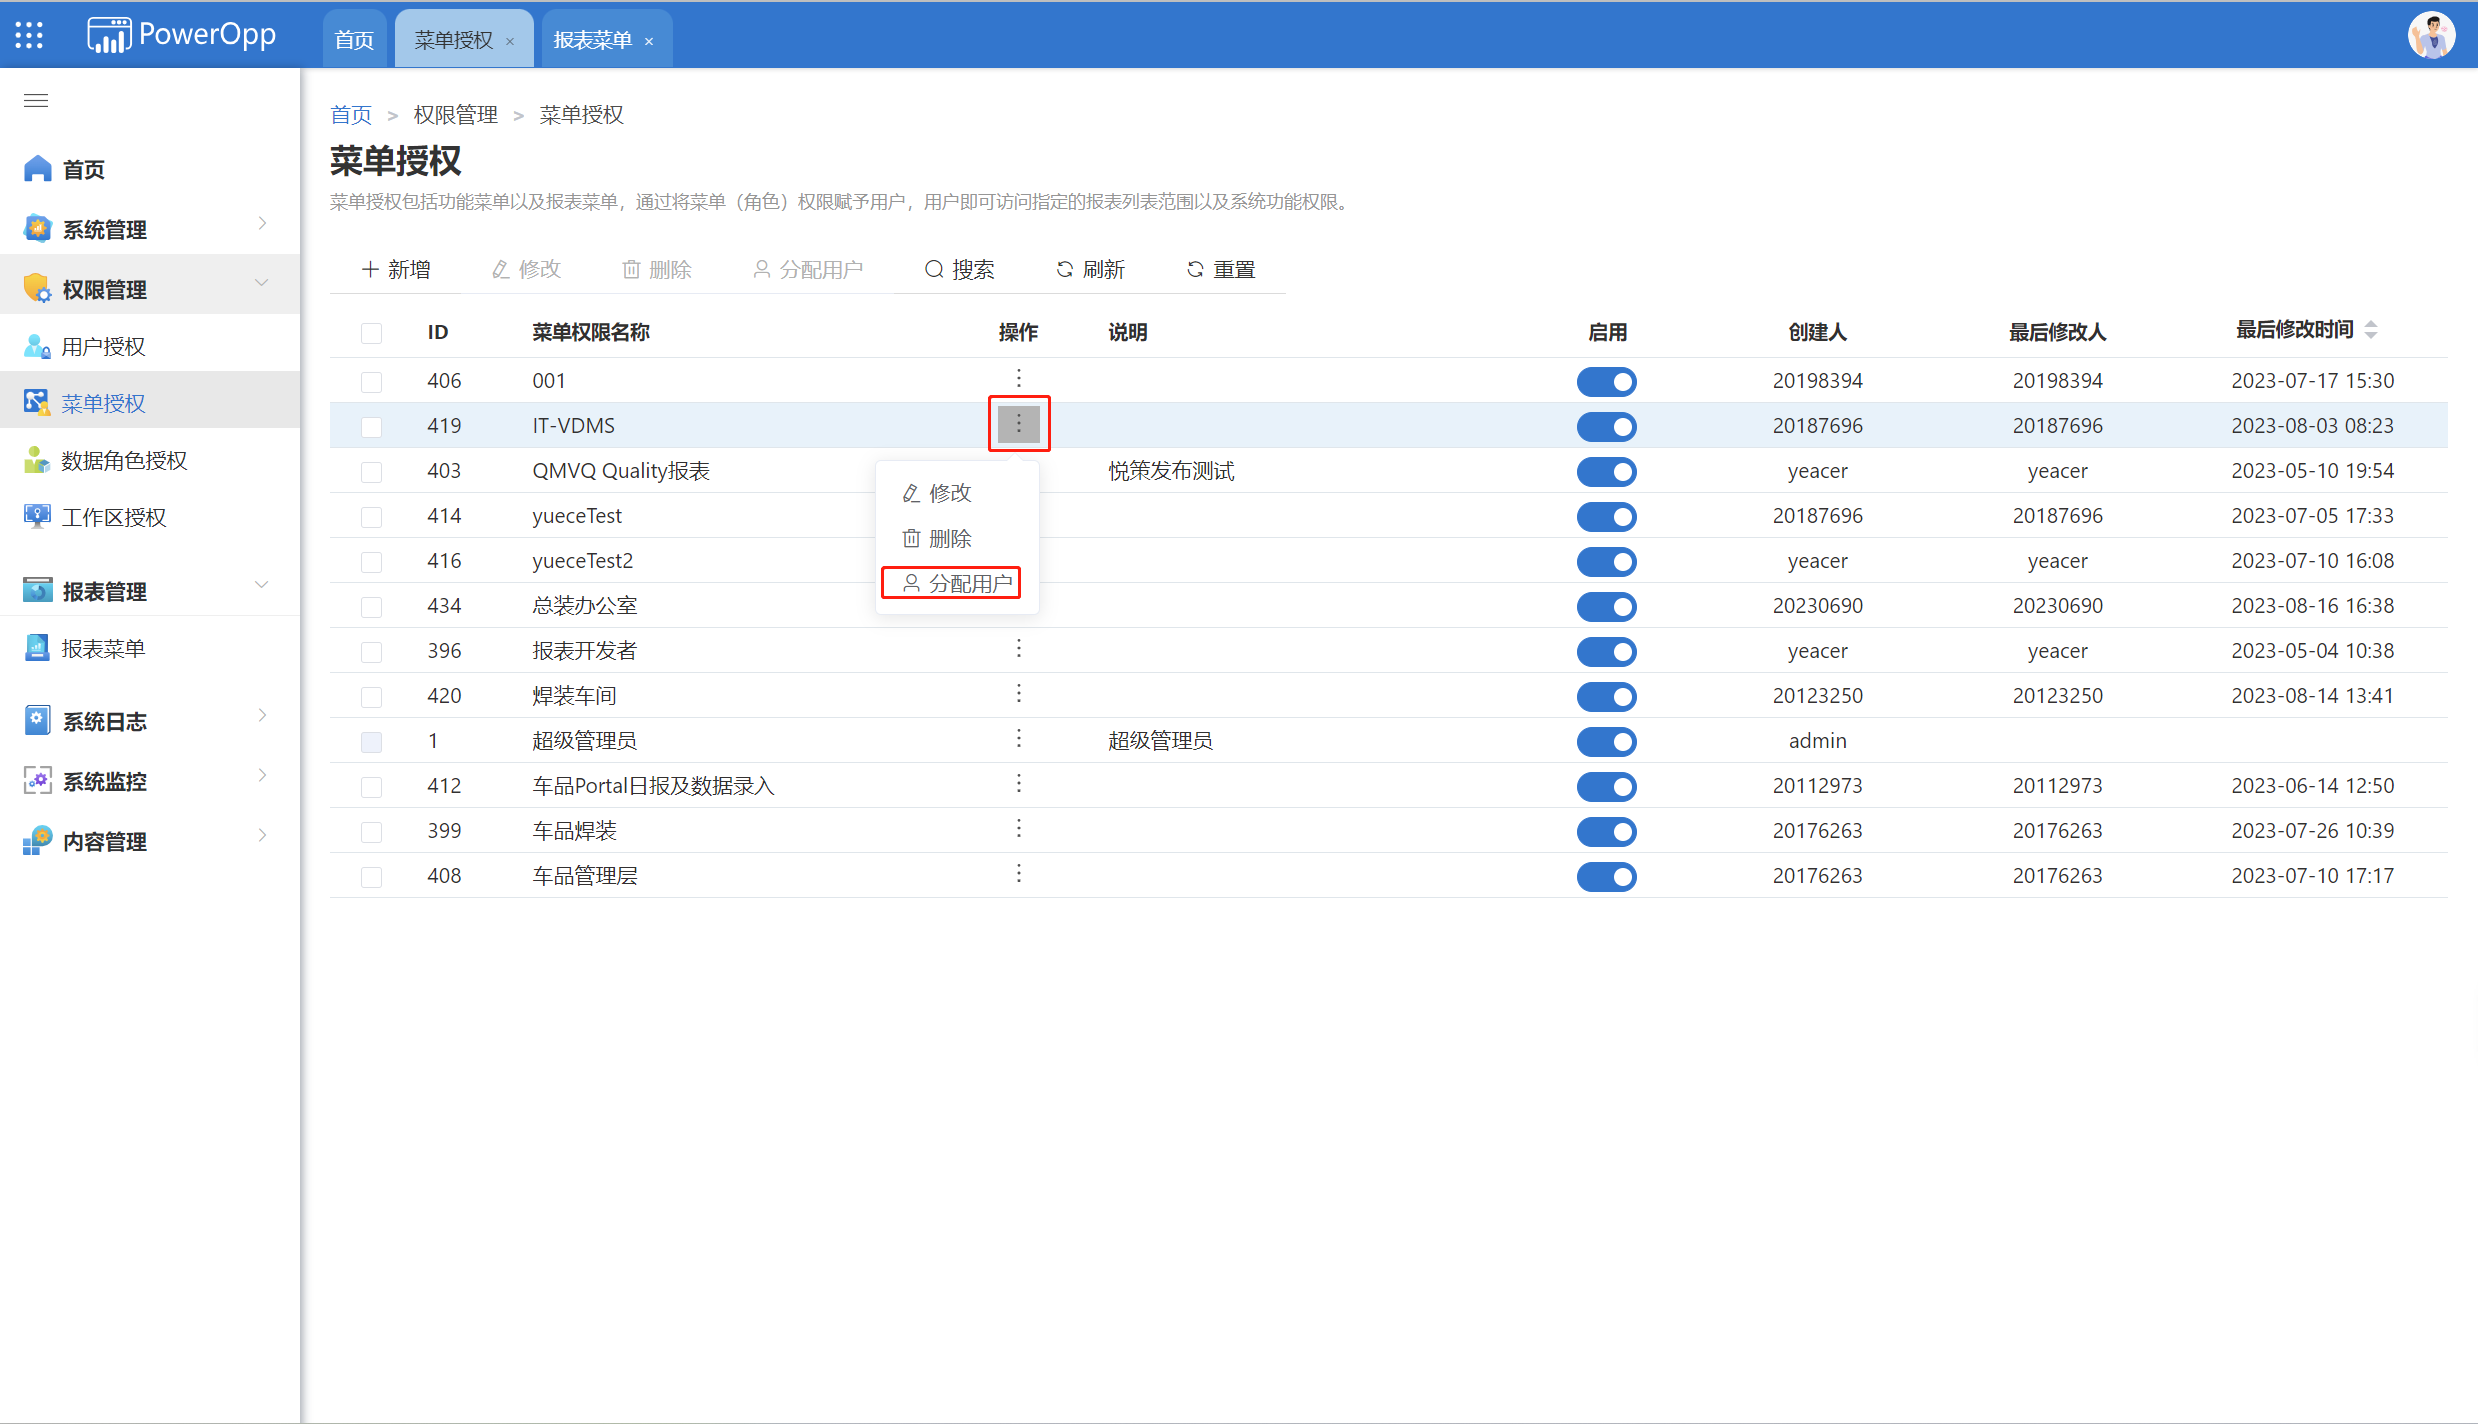 PowerOpp 首页 菜单授权 × 报表菜单 ×
首页 > 权限管理 > 菜单授权
菜单授权
菜单授权包括功能菜单以及报表菜单，通过将菜单（角色）权限赋予用户，用户即可访问指定的报表列表范围以及系统功能权限。
首页
系统管理
权限管理
用户授权
菜单授权
数据角色授权
工作区授权
报表管理
报表菜单
系统日志
系统监控
内容管理
新增 修改 删除 分配用户 搜索 刷新 重置
ID 菜单权限名称 操作 说明 启用 创建人 最后修改人 最后修改时间
406 001 20198394 20198394 2023-07-17 15:30
419 IT-VDMS 20187696 20187696 2023-08-03 08:23
403 QMVQ Quality报表 悦策发布测试 yeacer yeacer 2023-05-10 19:54
414 yueceTest 20187696 20187696 2023-07-05 17:33
416 yueceTest2 yeacer yeacer 2023-07-10 16:08
434 总装办公室 20230690 20230690 2023-08-16 16:38
396 报表开发者 yeacer yeacer 2023-05-04 10:38
420 焊装车间 20123250 20123250 2023-08-14 13:41
1 超级管理员 超级管理员 admin
412 车品Portal日报及数据录入 20112973 20112973 2023-06-14 12:50
399 车品焊装 20176263 20176263 2023-07-26 10:39
408 车品管理层 20176263 20176263 2023-07-10 17:17
修改
删除
分配用户